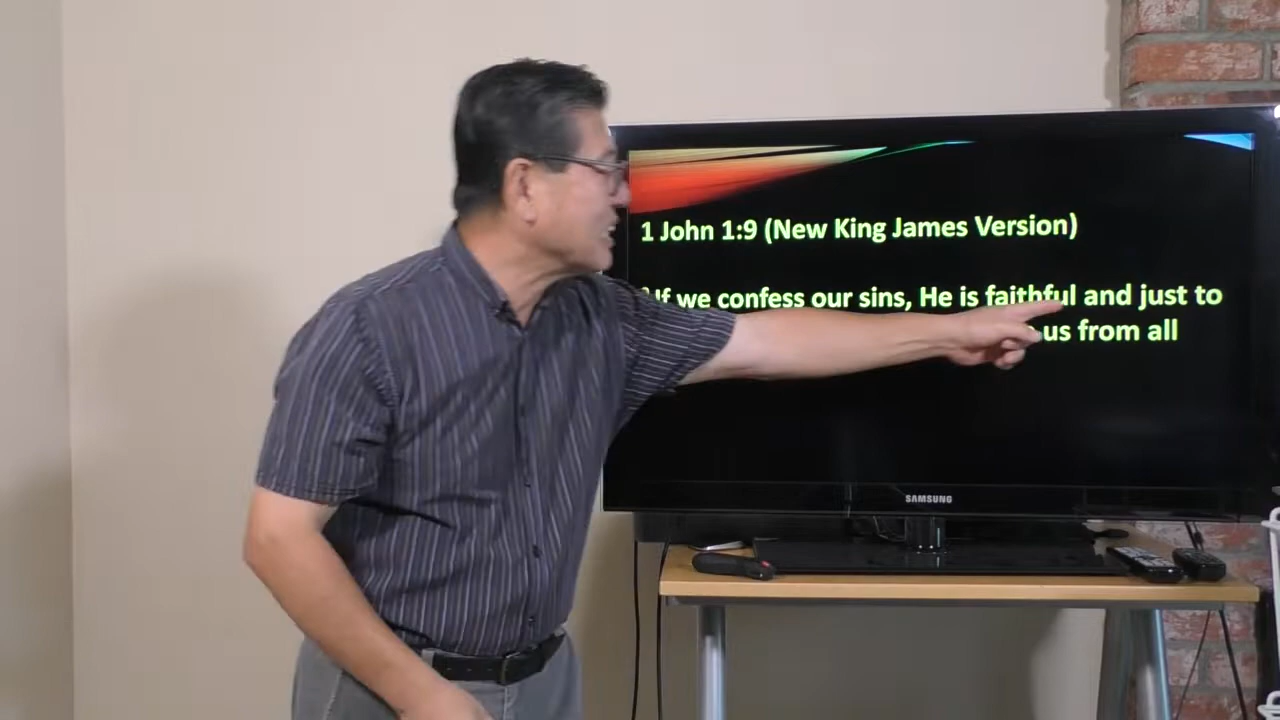 1 John 1:9 (New King James Version)
9 If we confess our sins, He is faithful and just to
us from all
SAMSUNG